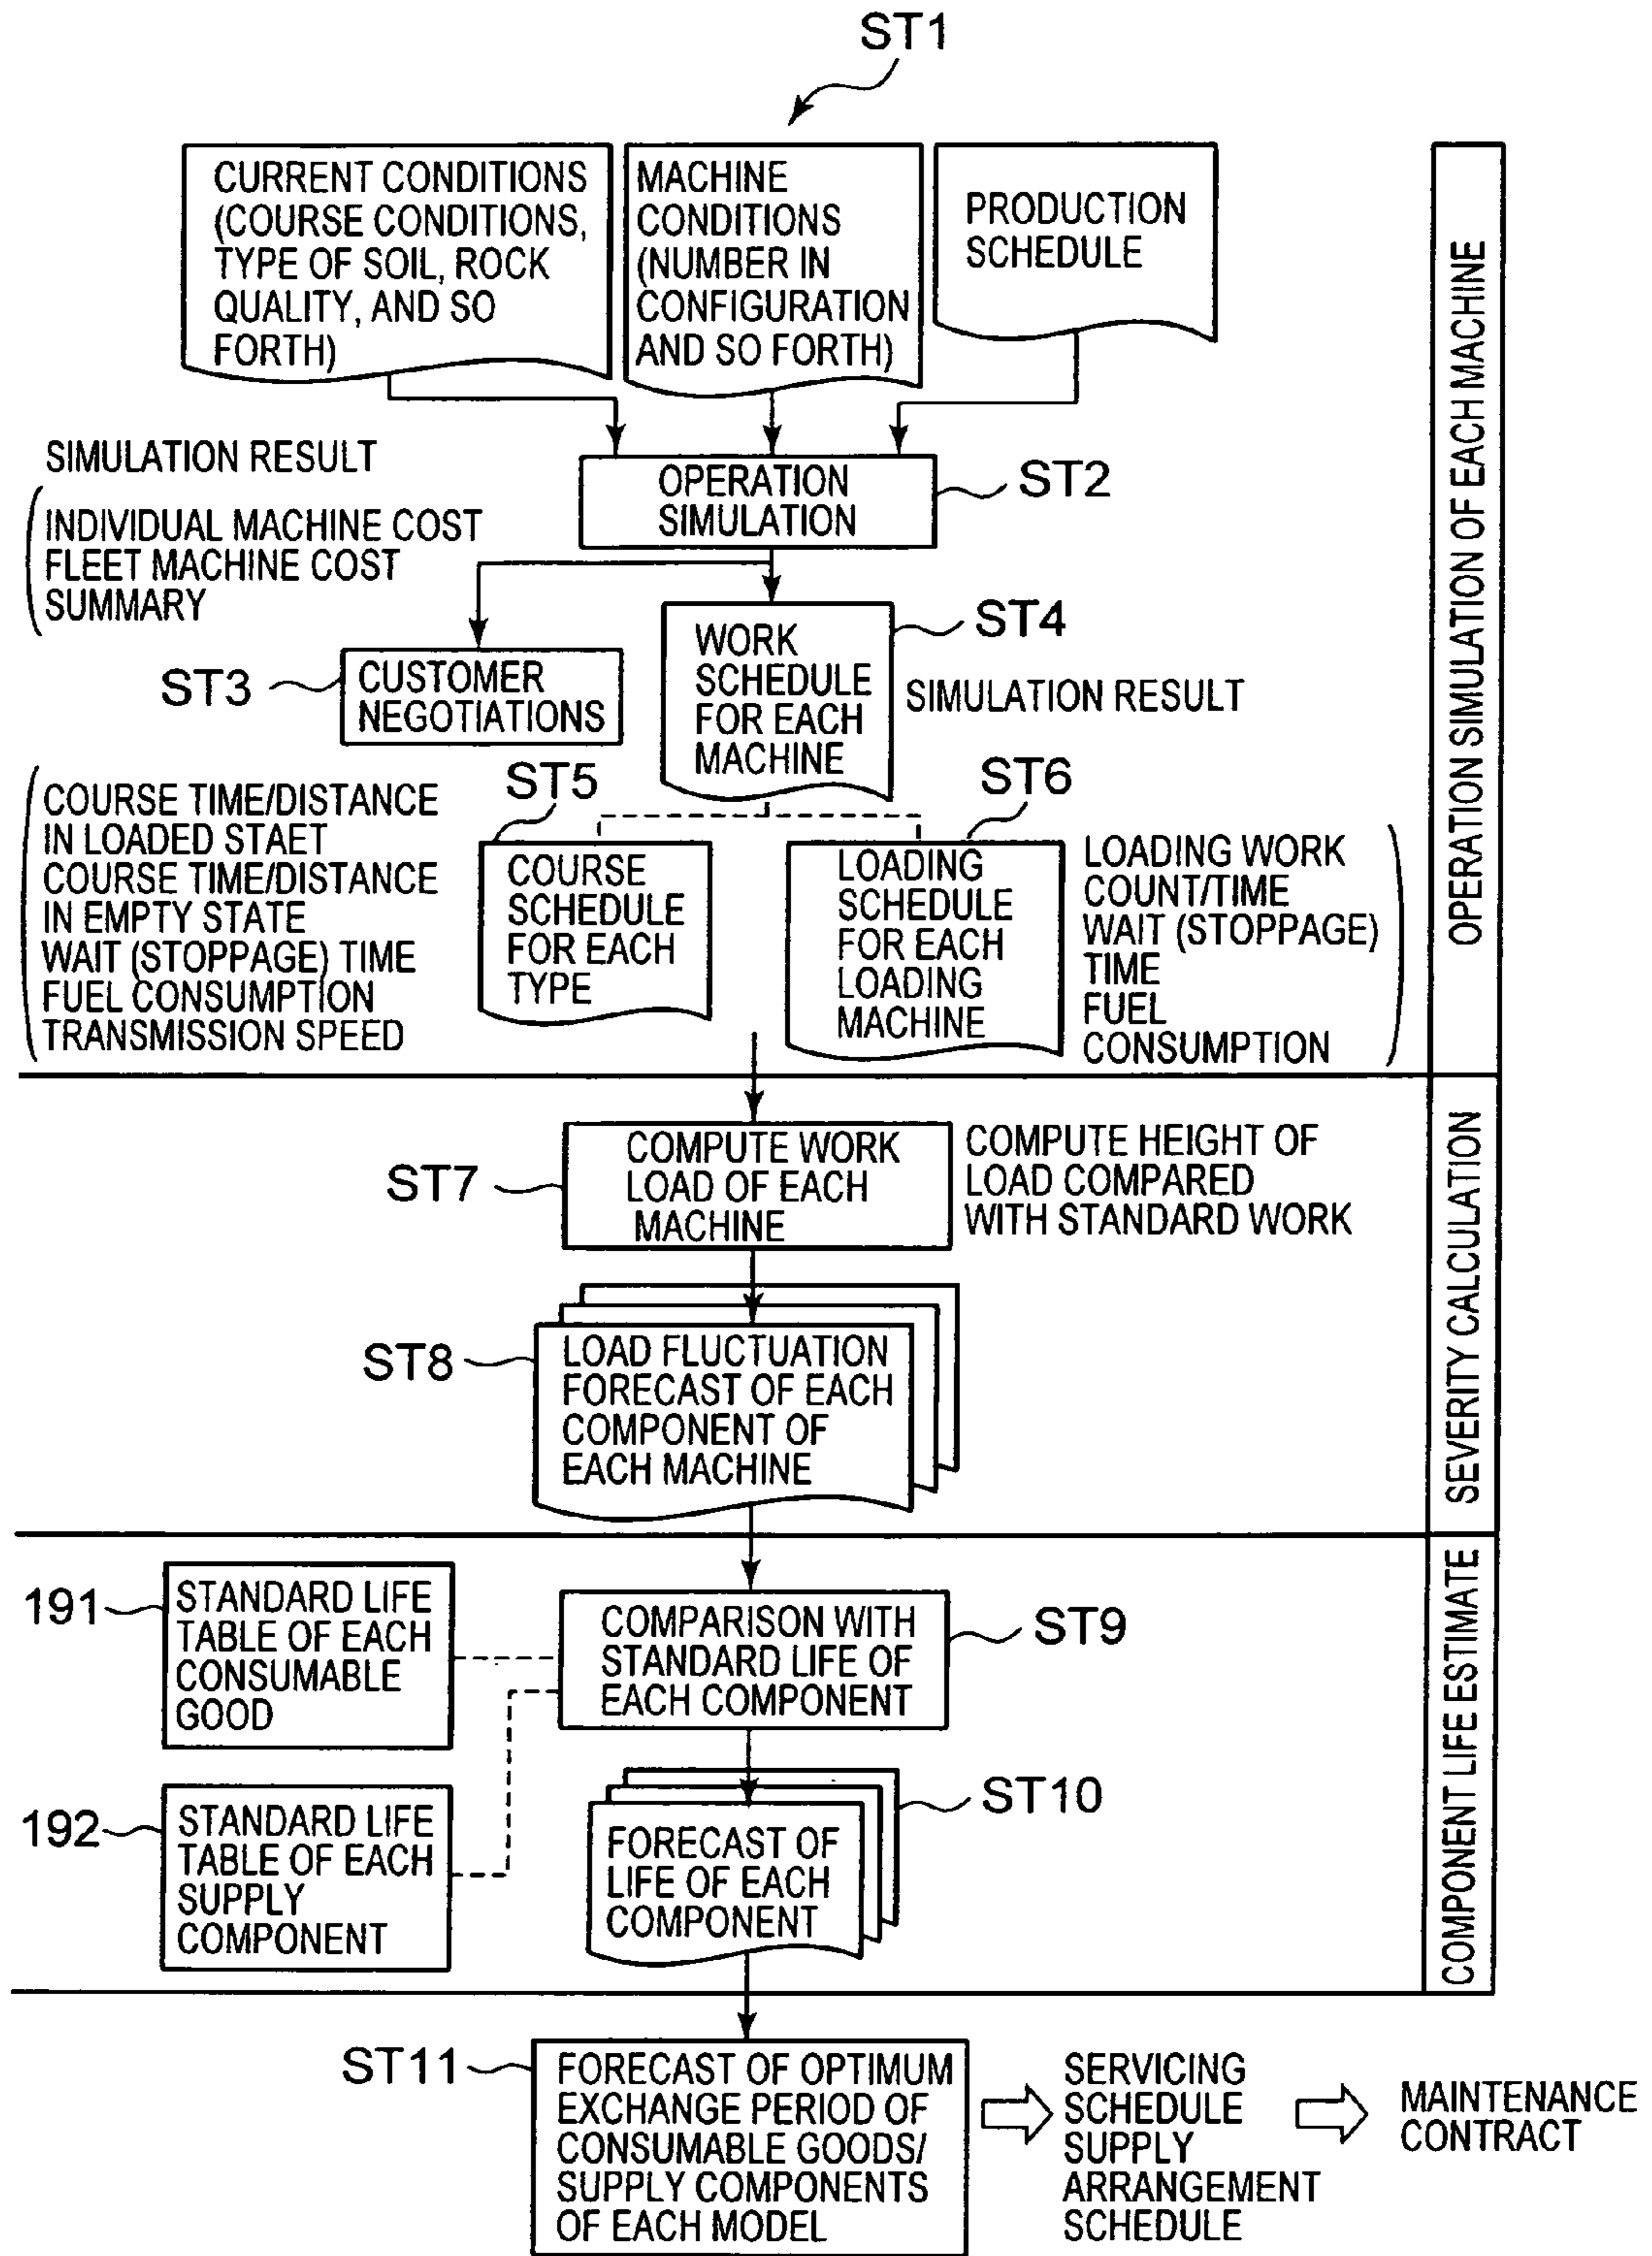 ST1
CURRENT CONDITIONS
(COURSE CONDITIONS,
TYPE OF SOIL, ROCK
QUALITY, AND SO
FORTH)
MACHINE
CONDITIONS
(NUMBER IN
CONFIGURATION
AND SO FORTH)
PRODUCTION
SCHEDULE
OPERATION SIMULATION OF EACH MACHINE
SIMULATION RESULT
INDIVIDUAL MACHINE COST
FLEET MACHINE COST
SUMMARY
OPERATION
SIMULATION
ST2
ST3
CUSTOMER
NEGOTIATIONS
WORK
SCHEDULE
FOR EACH
MACHINE
ST4
SIMULATION RESULT
COURSE TIME/DISTANCE
IN LOADED STAET
COURSE TIME/DISTANCE
IN EMPTY STATE
WAIT (STOPPAGE) TIME
FUEL CONSUMPTION
TRANSMISSION SPEED
ST5
COURSE
SCHEDULE
FOR EACH
TYPE
ST6
LOADING
SCHEDULE
FOR EACH
LOADING
MACHINE
LOADING WORK
COUNT/TIME
WAIT (STOPPAGE)
TIME
FUEL
CONSUMPTION
SEVERITY CALCULATION
ST7
COMPUTE WORK
LOAD OF EACH
MACHINE
COMPUTE HEIGHT OF
LOAD COMPARED
WITH STANDARD WORK
ST8
LOAD FLUCTUATION
FORECAST OF EACH
COMPONENT OF
EACH MACHINE
COMPONENT LIFE ESTIMATE
191
STANDARD LIFE
TABLE OF EACH
CONSUMABLE
GOOD
COMPARISON WITH
STANDARD LIFE OF
EACH COMPONENT
ST9
192
STANDARD LIFE
TABLE OF EACH
SUPPLY
COMPONENT
ST10
FORECAST OF
LIFE OF EACH
COMPONENT
ST11
FORECAST OF OPTIMUM
EXCHANGE PERIOD OF
CONSUMABLE GOODS/
SUPPLY COMPONENTS
OF EACH MODEL
SERVICING
SCHEDULE
SUPPLY
ARRANGEMENT
SCHEDULE
MAINTENANCE
CONTRACT